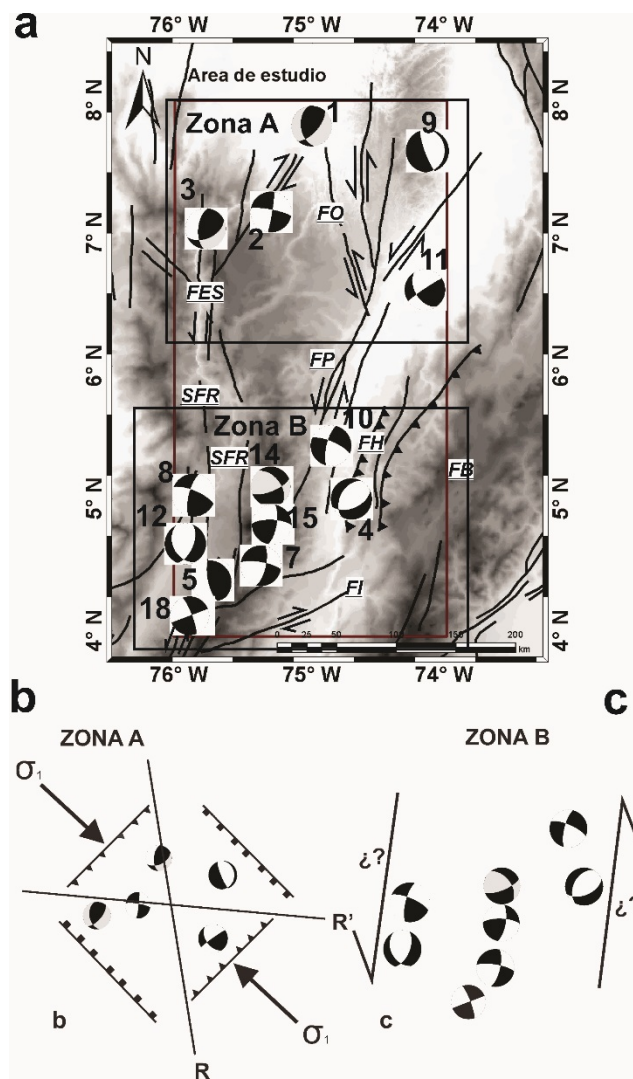 a
76° W 75° W 74° W
N
Area de estudio
Zona A
1
9
3
2
FO
11
FES
FP
SFR
Zona B
10
SFR
FH
14
FB
8
12
15
4
7
5
FI
18
8° N
7° N
6° N
5° N
4° N
8° N
7° N
6° N
5° N
4° N
0 25 50 100 150 200
km
76° W 75° W 74° W
b
ZONA A
σ1
R'
σ1
b
R
c
ZONA B
¿?
¿?
c